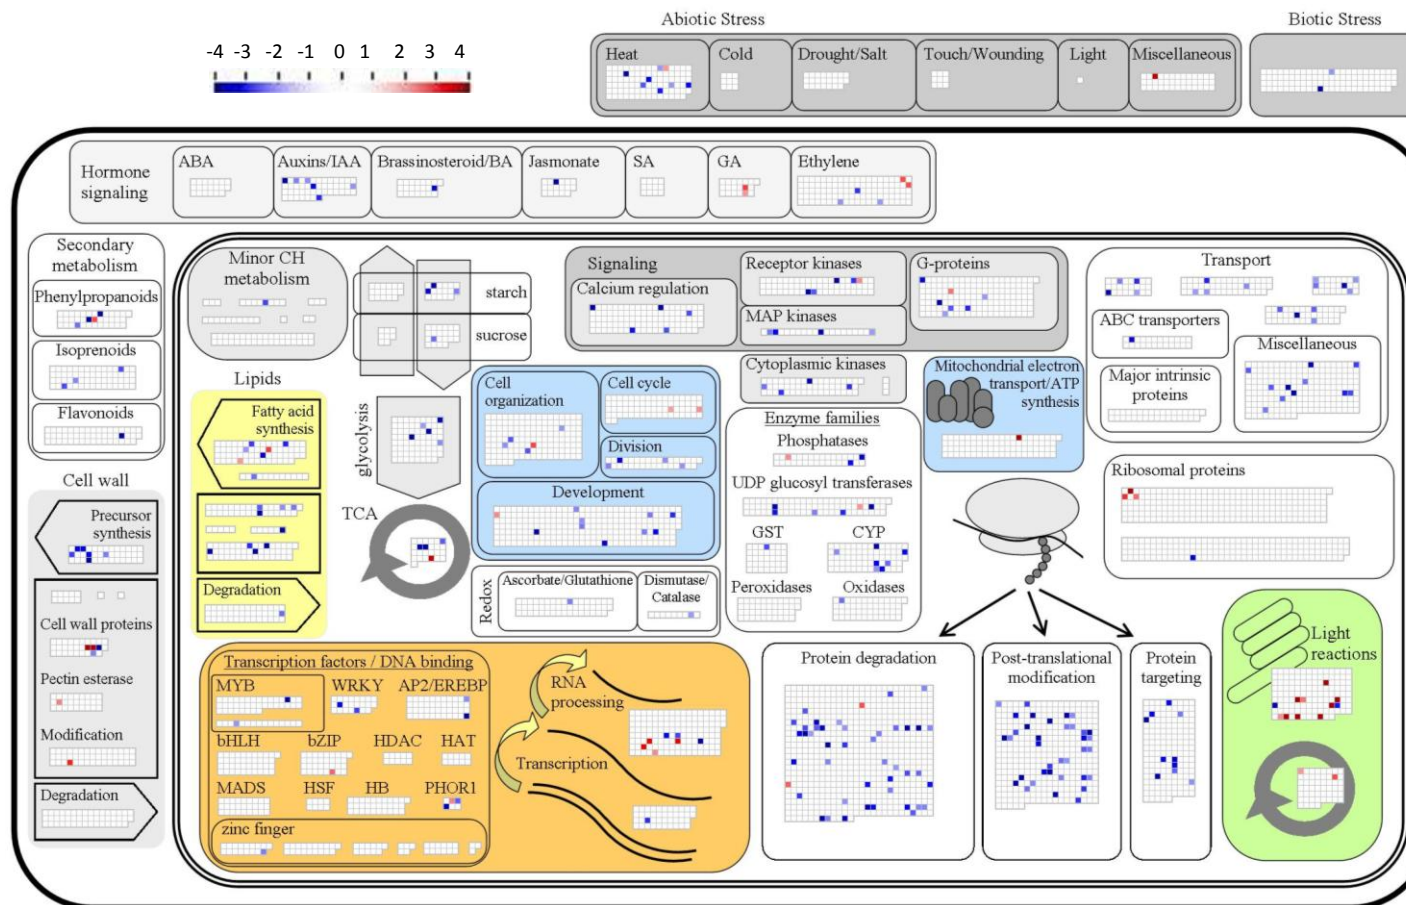 Abiotic Stress
Biotic Stress
-4 -3 -2 -1 0 1 2 3 4
Heat
Cold
Drought/Salt
Touch/Wounding
Light
Miscellaneous
Hormone
signaling
ABA
Auxins/IAA
Brassinosteroid/BA
Jasmonate
SA
GA
Ethylene
Secondary
metabolism
Phenylpropanoids
Isoprenoids
Flavonoids
Minor CH
metabolism
starch
sucrose
Signaling
Calcium regulation
Receptor kinases
MAP kinases
G-proteins
Transport
ABC transporters
Major intrinsic
proteins
Miscellaneous
Cytoplasmic kinases
Mitochondrial electron
transport/ATP
synthesis
Lipids
Fatty acid
synthesis
Degradation
glycolysis
TCA
Cell
organization
Cell cycle
Division
Development
Enzyme families
Phosphatases
UDP glucosyl transferases
GST
CYP
Peroxidases
Oxidases
Ribosomal proteins
Cell wall
Precursor
synthesis
Cell wall proteins
Pectin esterase
Modification
Degradation
Redox
Ascorbate/Glutathione
Dismutase/
Catalase
Transcription factors / DNA binding
MYB
WRKY
AP2/EREBP
bHLH
bZIP
HDAC
HAT
MADS
HSF
HB
PHOR1
zinc finger
RNA
processing
Transcription
Protein degradation
Post-translational
modification
Protein
targeting
Light
reactions